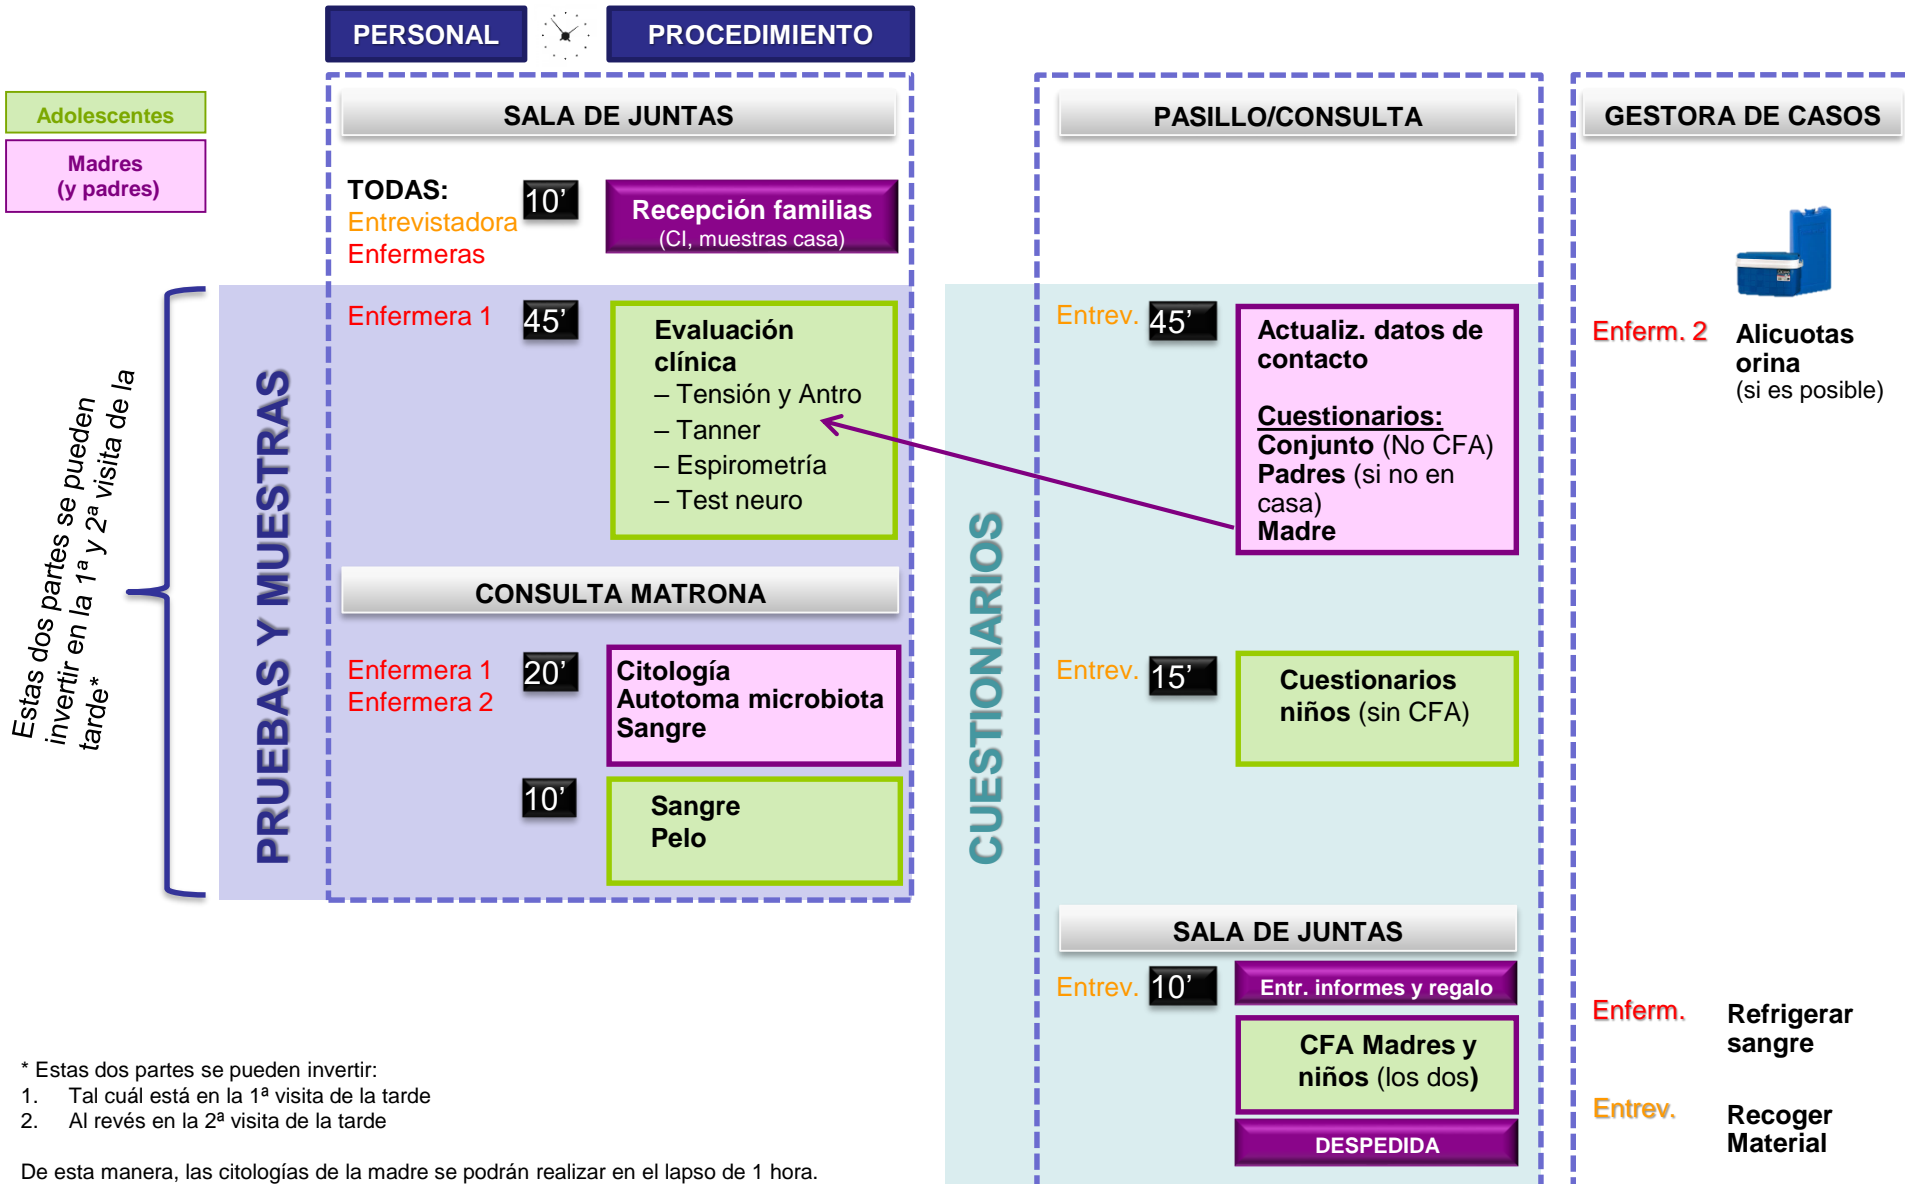 PERSONAL
PROCEDIMIENTO
Adolescentes
Madres
(y padres)
SALA DE JUNTAS
TODAS:
Entrevistadora
Enfermeras
10’
Recepción familias
(CI, muestras casa)
Estas dos partes se pueden
invertir en la 1ª y 2ª visita de la
tarde*
PRUEBAS Y MUESTRAS
Enfermera 1
45’
Evaluación
clínica
– Tensión y Antro
– Tanner
– Espirometría
– Test neuro
CONSULTA MATRONA
Enfermera 1
Enfermera 2
20’
Citología
Autotoma microbiota
Sangre
10’
Sangre
Pelo
CUESTIONARIOS
PASILLO/CONSULTA
Entrev.
45’
Actualiz. datos de
contacto
Cuestionarios:
Conjunto (No CFA)
Padres (si no en
casa)
Madre
Entrev.
15’
Cuestionarios
niños (sin CFA)
SALA DE JUNTAS
Entrev.
10’
Entr. informes y regalo
CFA Madres y
niños (los dos)
DESPEDIDA
GESTORA DE CASOS
Enferm. 2
Alicuotas
orina
(si es posible)
Enferm.
Refrigerar
sangre
Entrev.
Recoger
Material
* Estas dos partes se pueden invertir:
1. Tal cuál está en la 1ª visita de la tarde
2. Al revés en la 2ª visita de la tarde
De esta manera, las citologías de la madre se podrán realizar en el lapso de 1 hora.